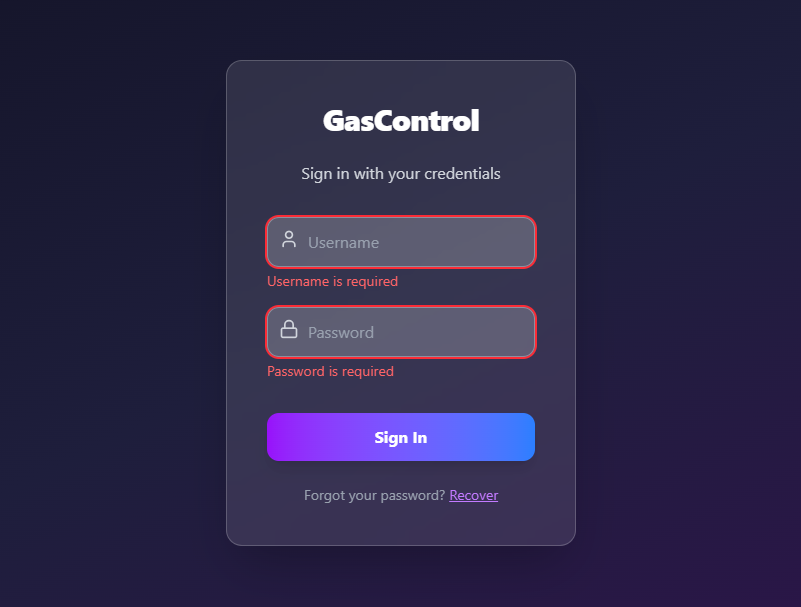 GasControl
Sign in with your credentials
Username
Username is required
Password
Password is required
Sign In
Forgot your password? Recover